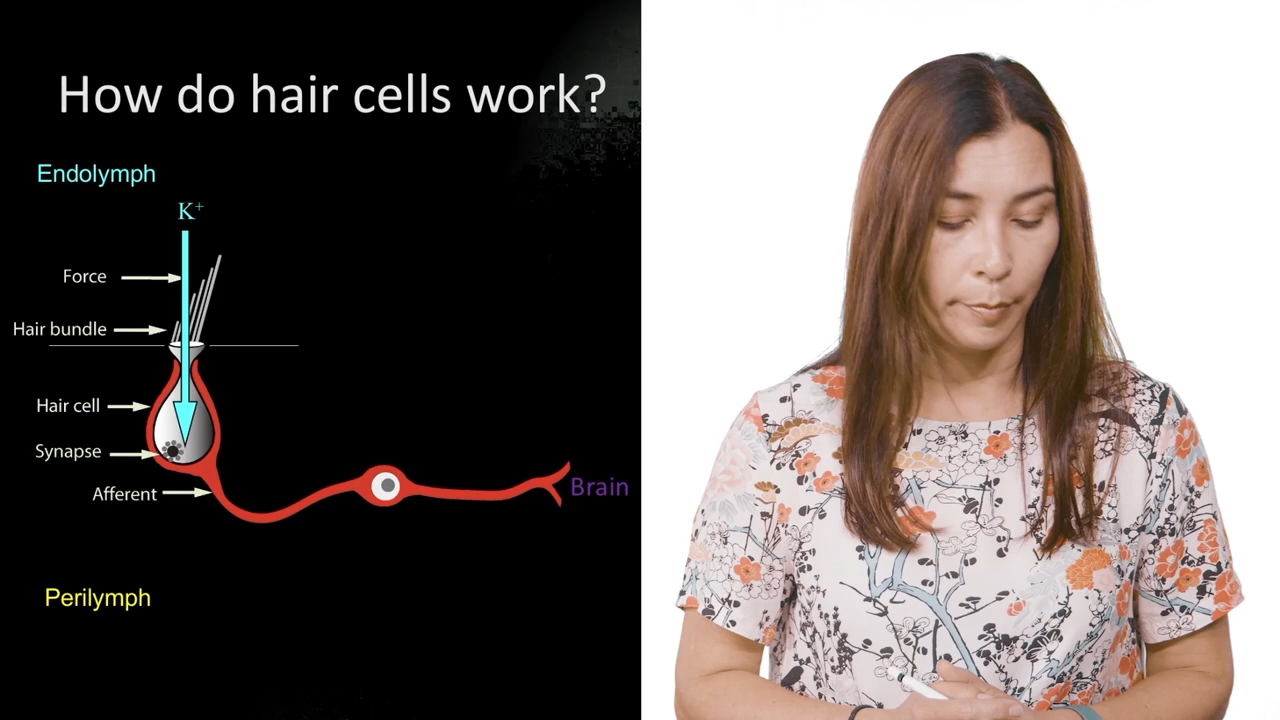 How do hair cells work?
Endolymph
K⁺
Force
Hair bundle
Hair cell
Synapse
Afferent
Brain
Perilymph